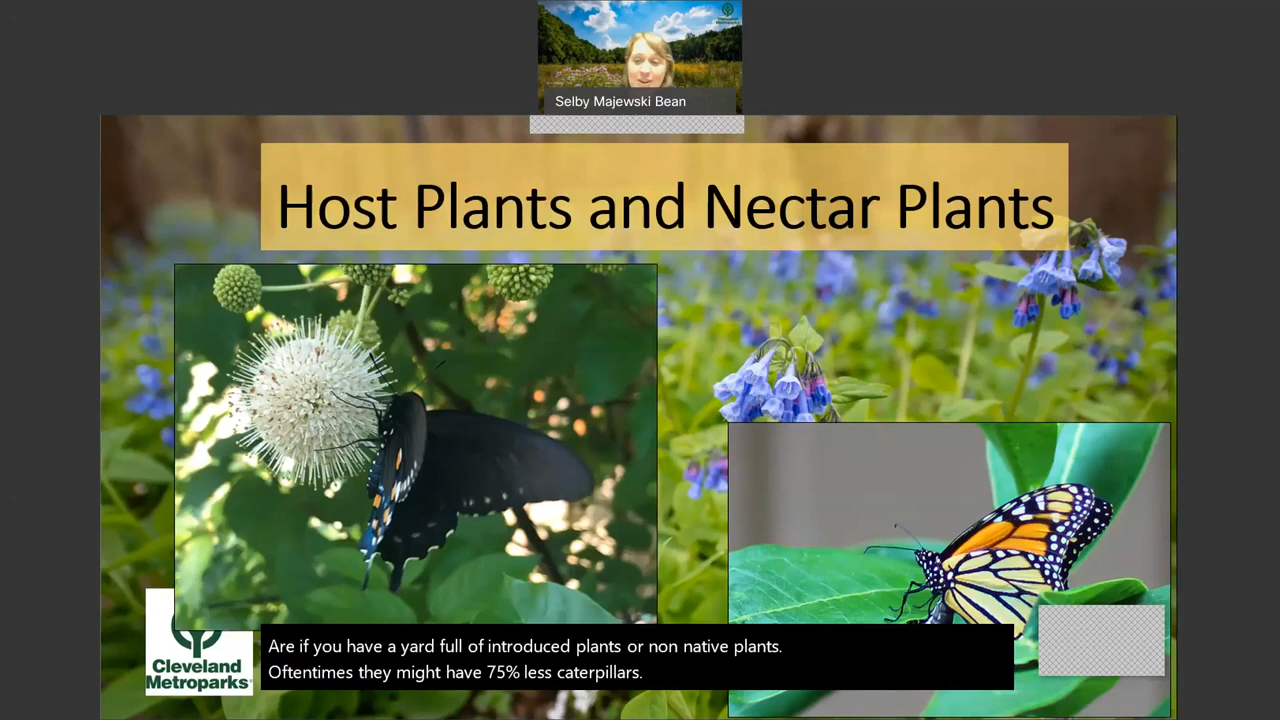 Selby Majewski Bean
Host Plants and Nectar Plants
Cleveland
Metroparks
Are if you have a yard full of introduced plants or non native plants.
Oftentimes they might have 75% less caterpillars.